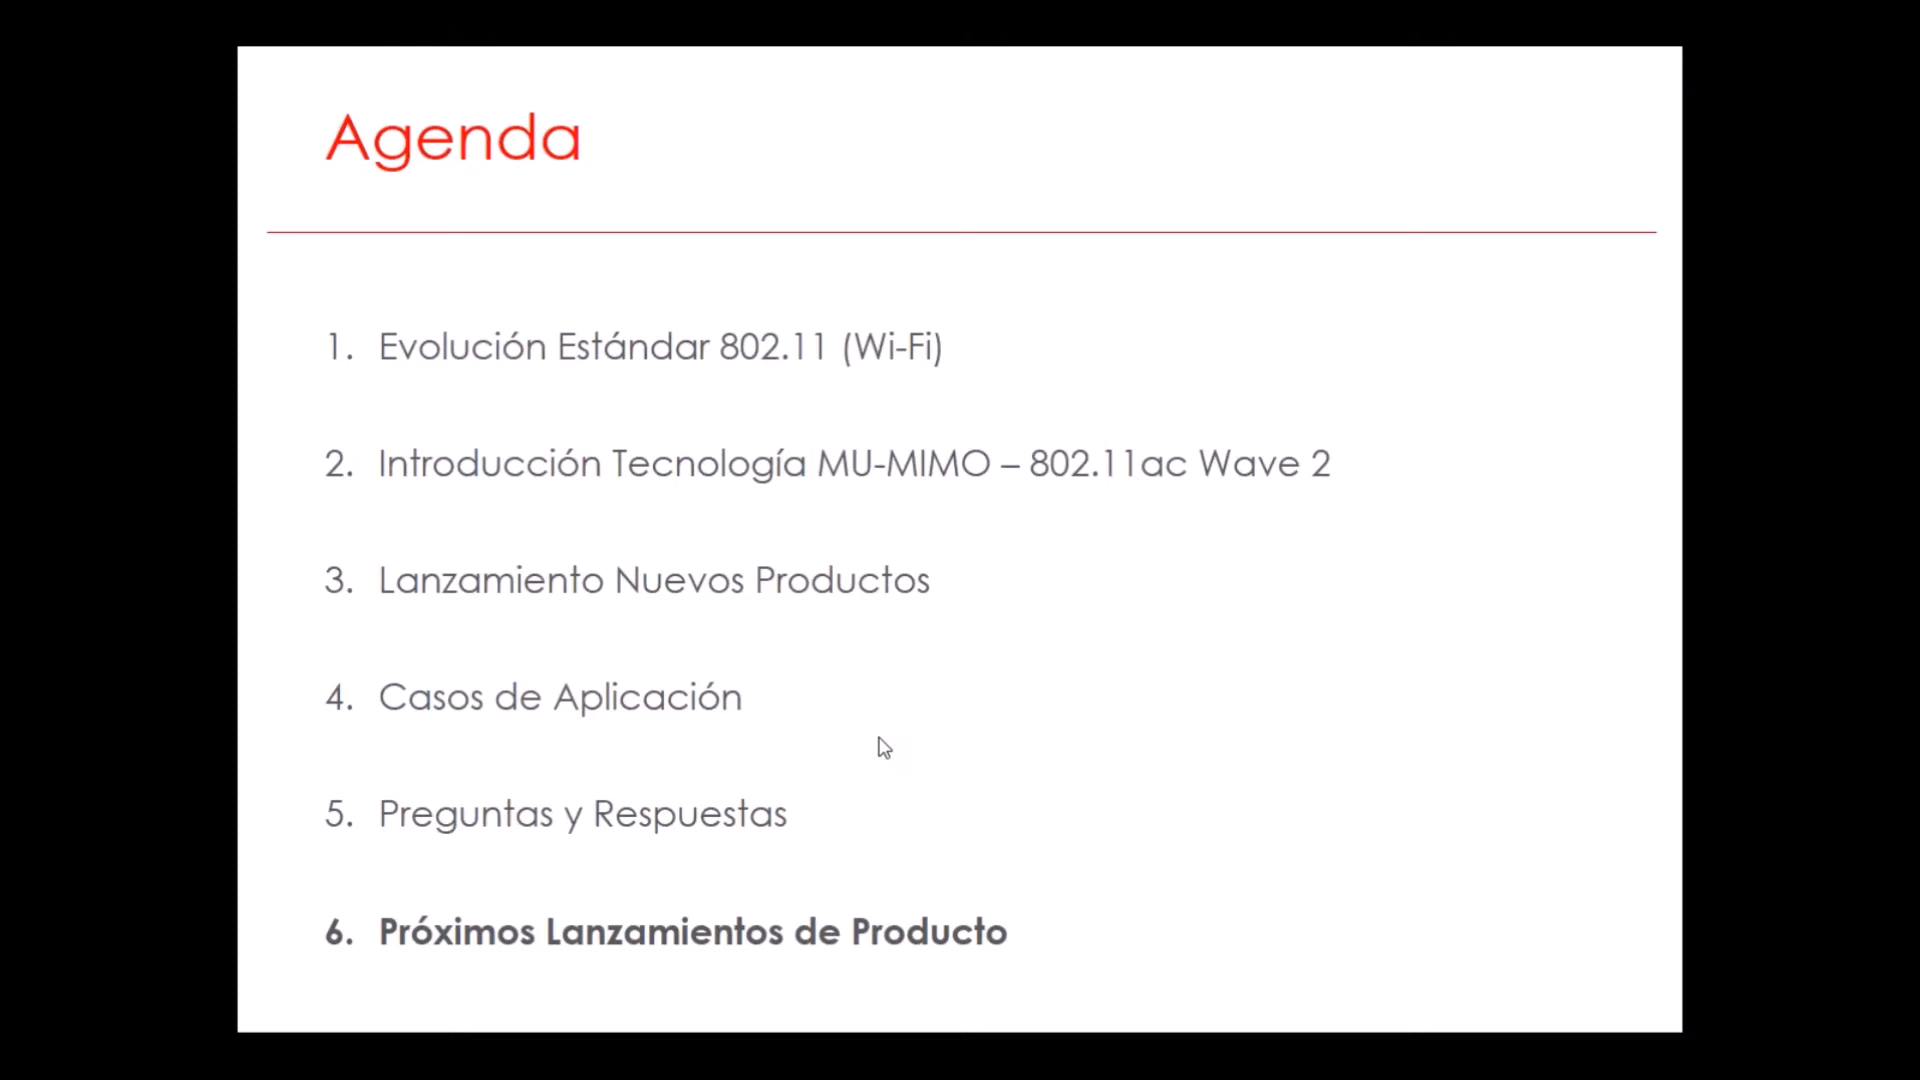 Agenda
1. Evolución Estándar 802.11 (Wi-Fi)
2. Introducción Tecnología MU-MIMO – 802.11ac Wave 2
3. Lanzamiento Nuevos Productos
4. Casos de Aplicación
5. Preguntas y Respuestas
6. Próximos Lanzamientos de Producto